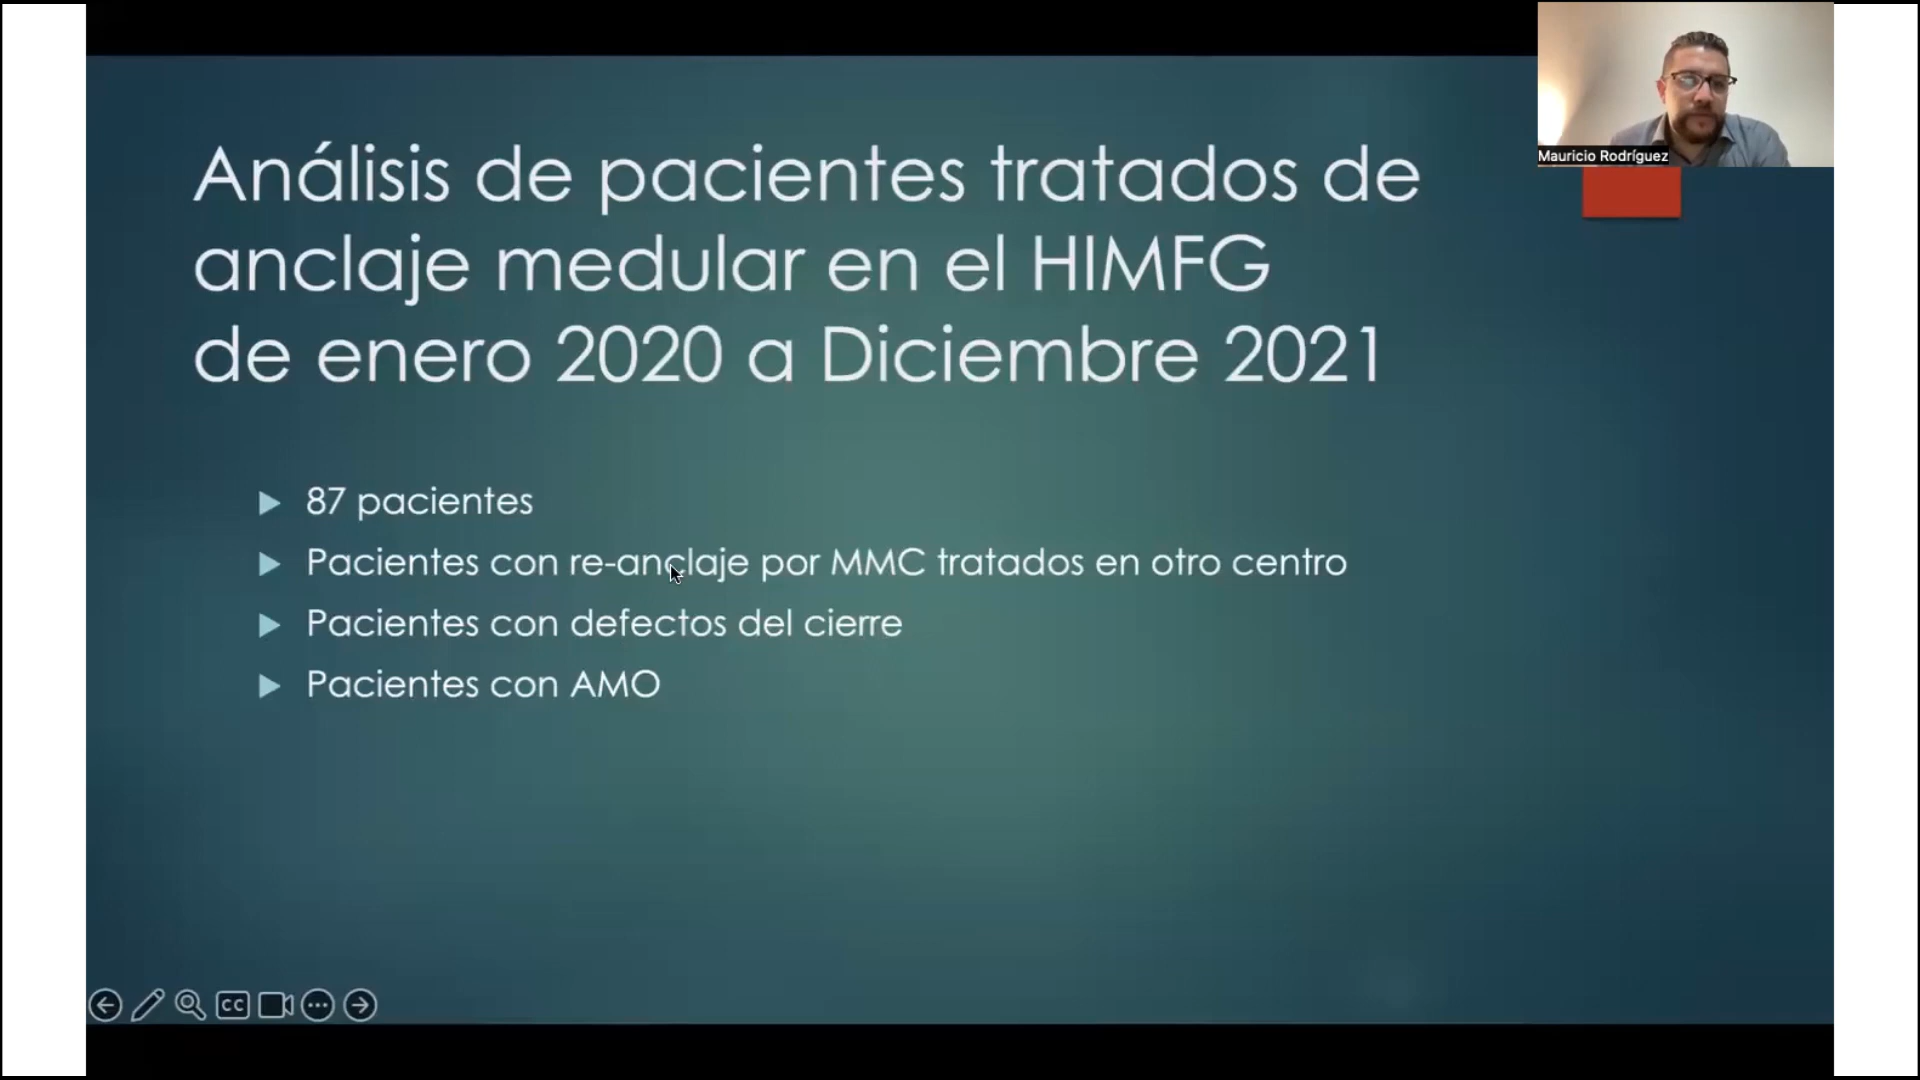 Análisis de pacientes tratados de
anclaje medular en el HIMFG
de enero 2020 a Diciembre 2021
87 pacientes
Pacientes con re-anclaje por MMC tratados en otro centro
Pacientes con defectos del cierre
Pacientes con AMO
Mauricio Rodríguez
CC